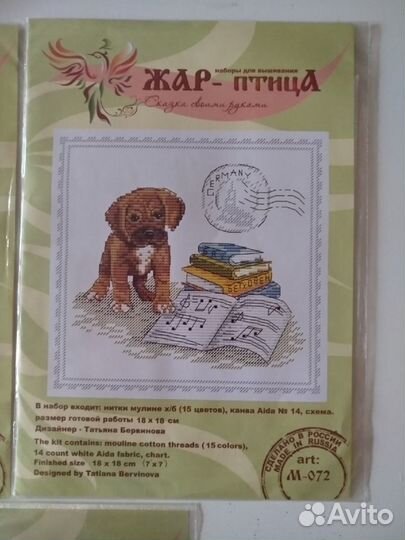 наборы для вышивания
ЖАР-ПТИЦА
Сказка своими руками
GERMANY
БЕТХОВЕН
В набор входит: нитки мулине х/б (15 цветов), канва Aida № 14, схема.
размер готовой работы 18 х 18 см
Дизайнер - Татьяна Бервинова
The kit contains: mouline cotton threads (15 colors),
14 count white Aida fabric, chart.
Finished size 18 x 18 cm (7 x 7)
Designed by Tatiana Bervinova
СДЕЛАНО В РОССИИ
MADE IN RUSSIA
art:
М-072
Avito